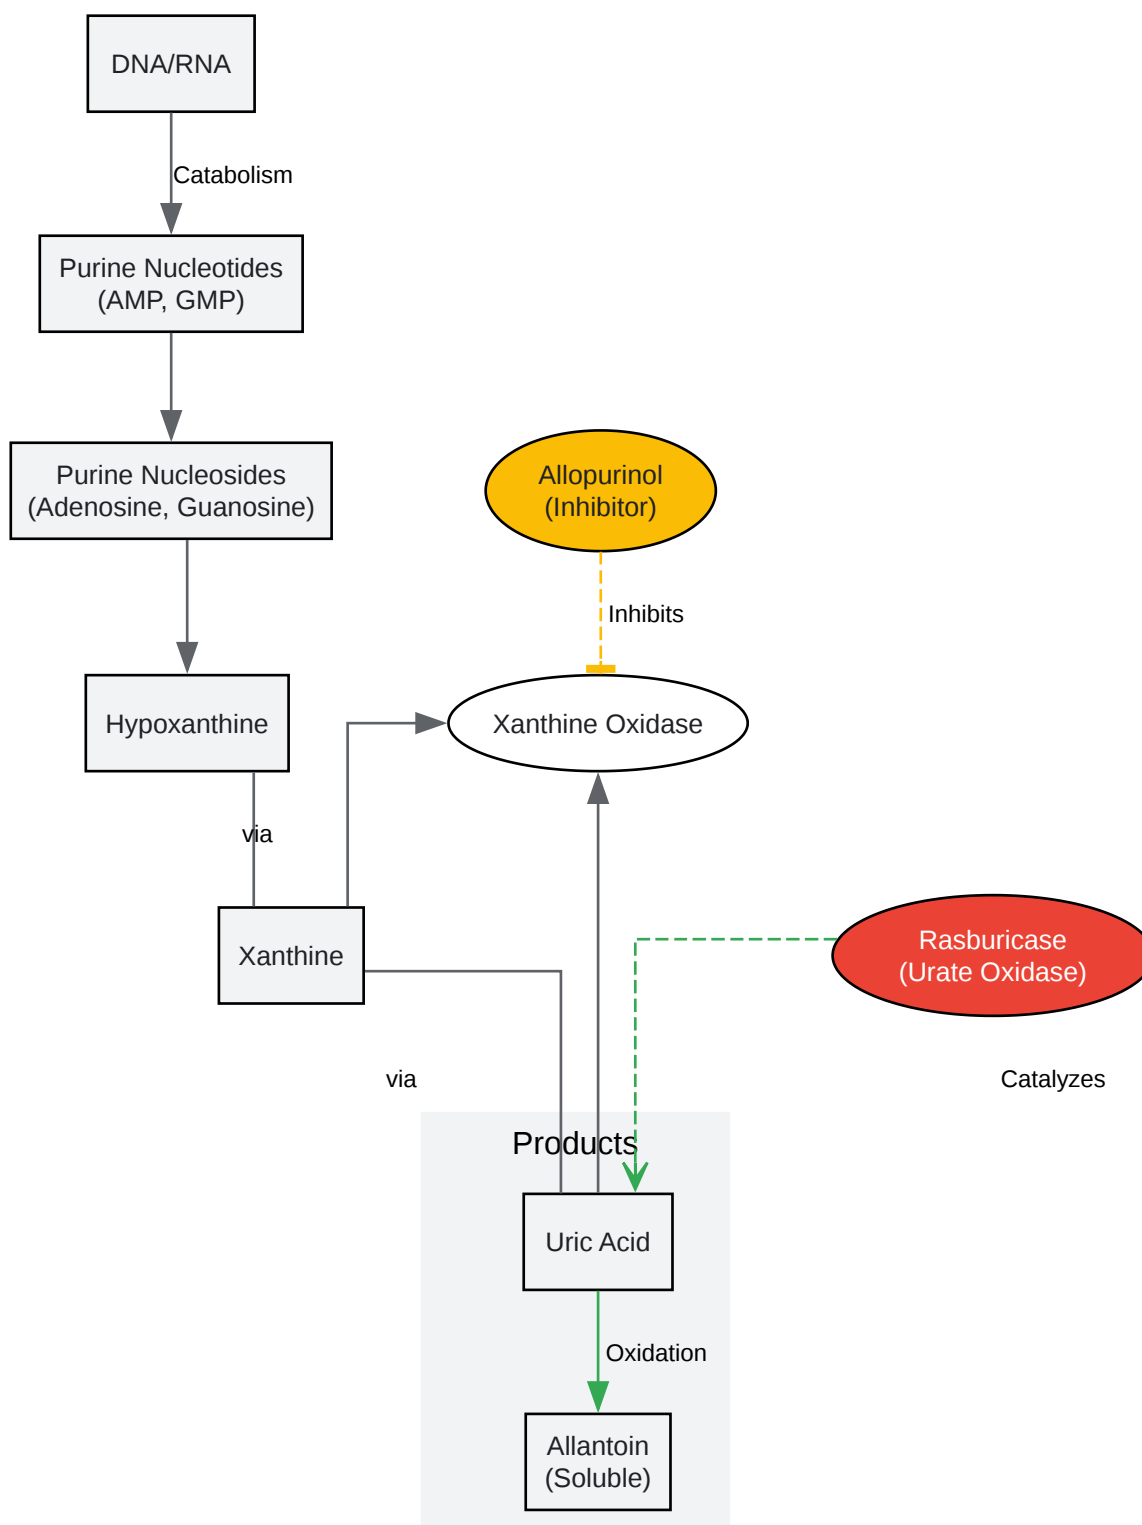 DNA/RNA
Catabolism
Purine Nucleotides
(AMP, GMP)
Purine Nucleosides
(Adenosine, Guanosine)
Allopurinol
(Inhibitor)
Inhibits
Hypoxanthine
Xanthine Oxidase
via
Xanthine
Rasburicase
(Urate Oxidase)
via
Catalyzes
Products
Uric Acid
Oxidation
Allantoin
(Soluble)